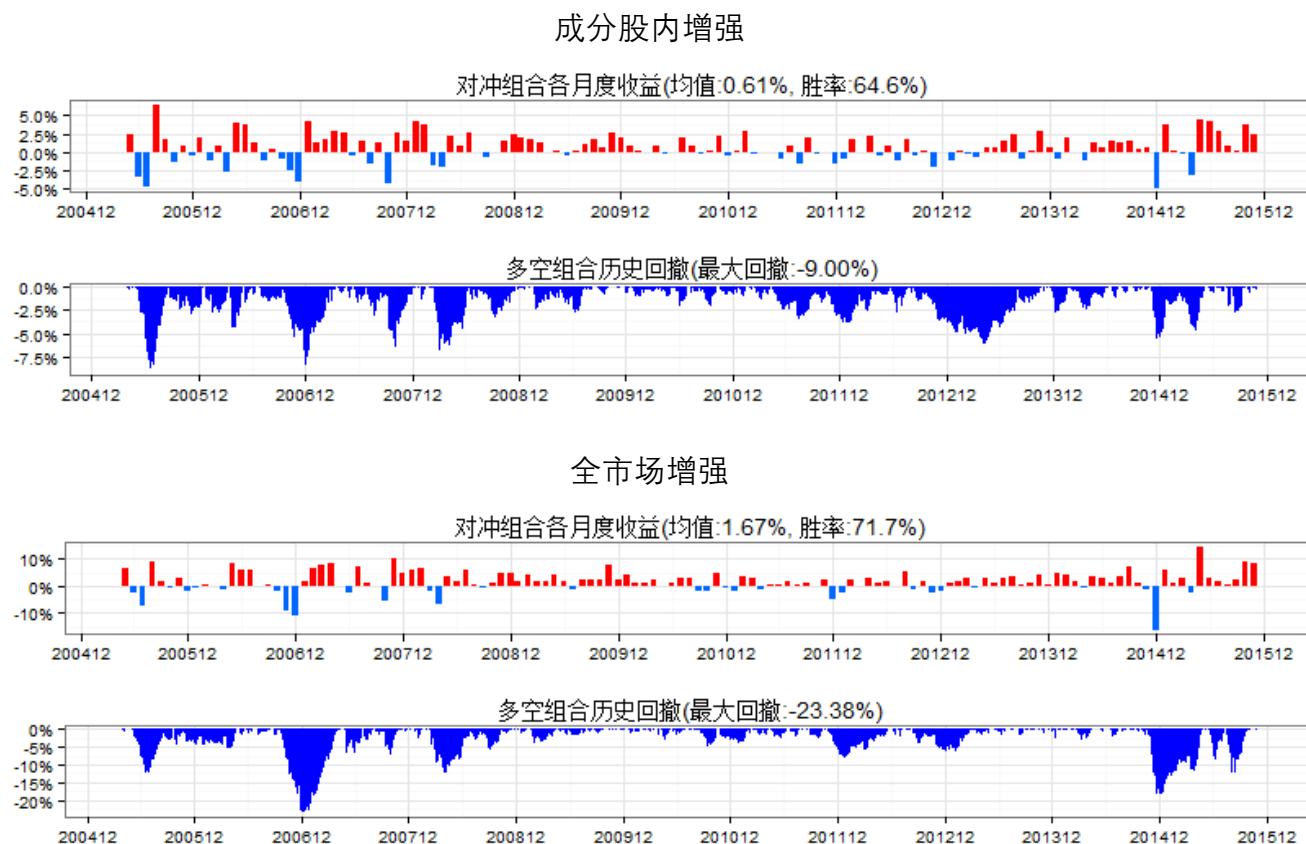 成分股内增强
对冲组合各月度收益(均值:0.61%, 胜率:64.6%)
5.0%
2.5%
0.0%
-2.5%
-5.0%
200412 200512 200612 200712 200812 200912 201012 201112 201212 201312 201412 201512
多空组合历史回撤(最大回撤:-9.00%)
0.0%
-2.5%
-5.0%
-7.5%
200412 200512 200612 200712 200812 200912 201012 201112 201212 201312 201412 201512
全市场增强
对冲组合各月度收益(均值:1.67%, 胜率:71.7%)
10%
0%
-10%
200412 200512 200612 200712 200812 200912 201012 201112 201212 201312 201412 201512
多空组合历史回撤(最大回撤:-23.38%)
0%
-5%
-10%
-15%
-20%
200412 200512 200612 200712 200812 200912 201012 201112 201212 201312 201412 201512